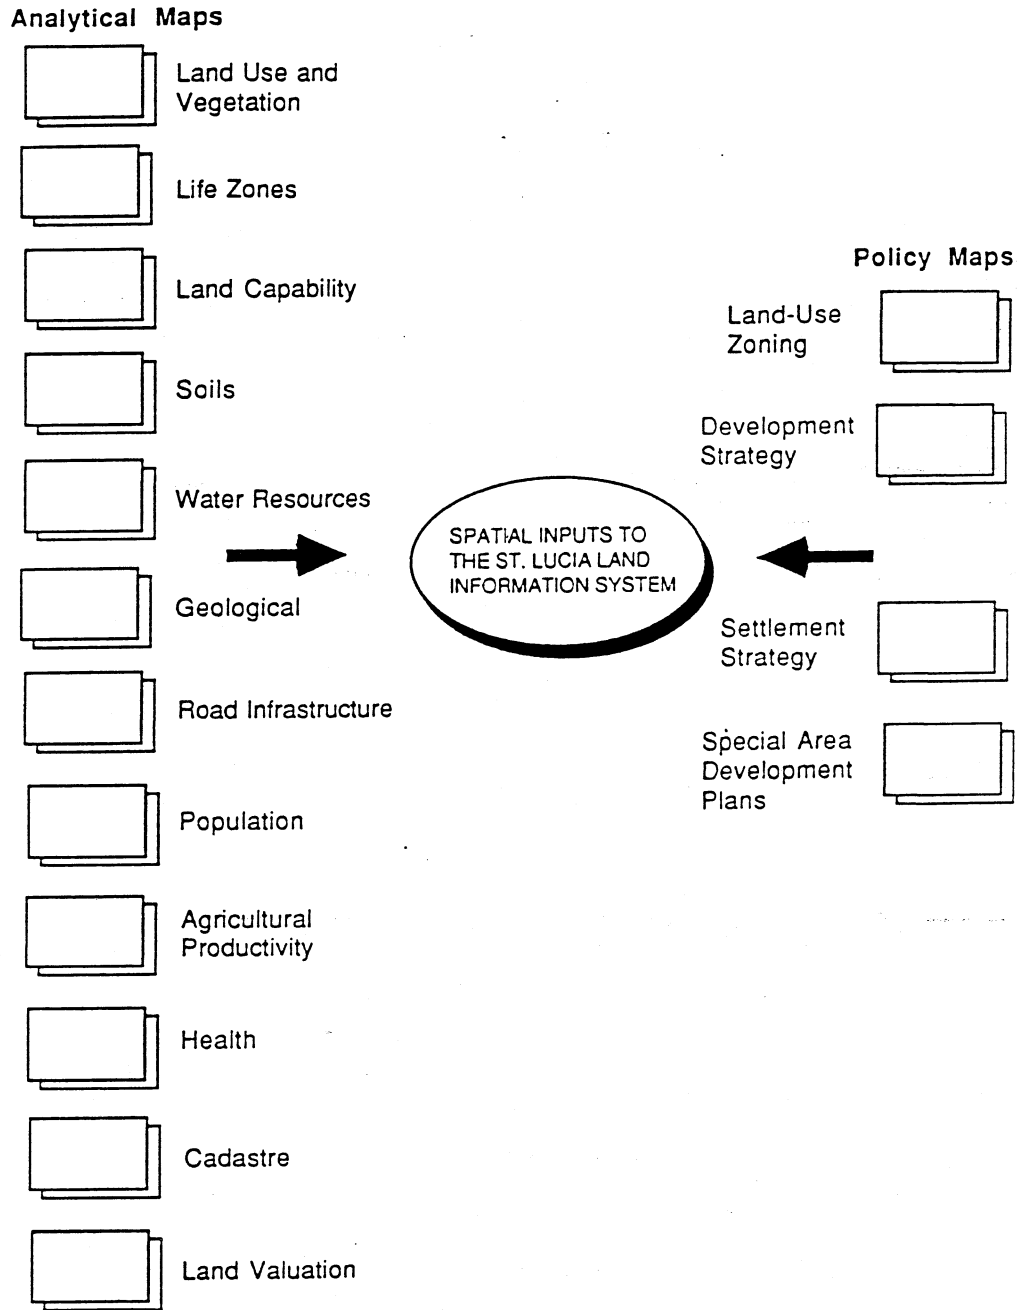 Analytical Maps
Land Use and
Vegetation
Life Zones
Land Capability
Soils
Water Resources
Geological
Road Infrastructure
Population
Agricultural
Productivity
Health
Cadastre
Land Valuation
SPATIAL INPUTS TO
THE ST. LUCIA LAND
INFORMATION SYSTEM
Policy Maps
Land-Use
Zoning
Development
Strategy
Settlement
Strategy
Special Area
Development
Plans